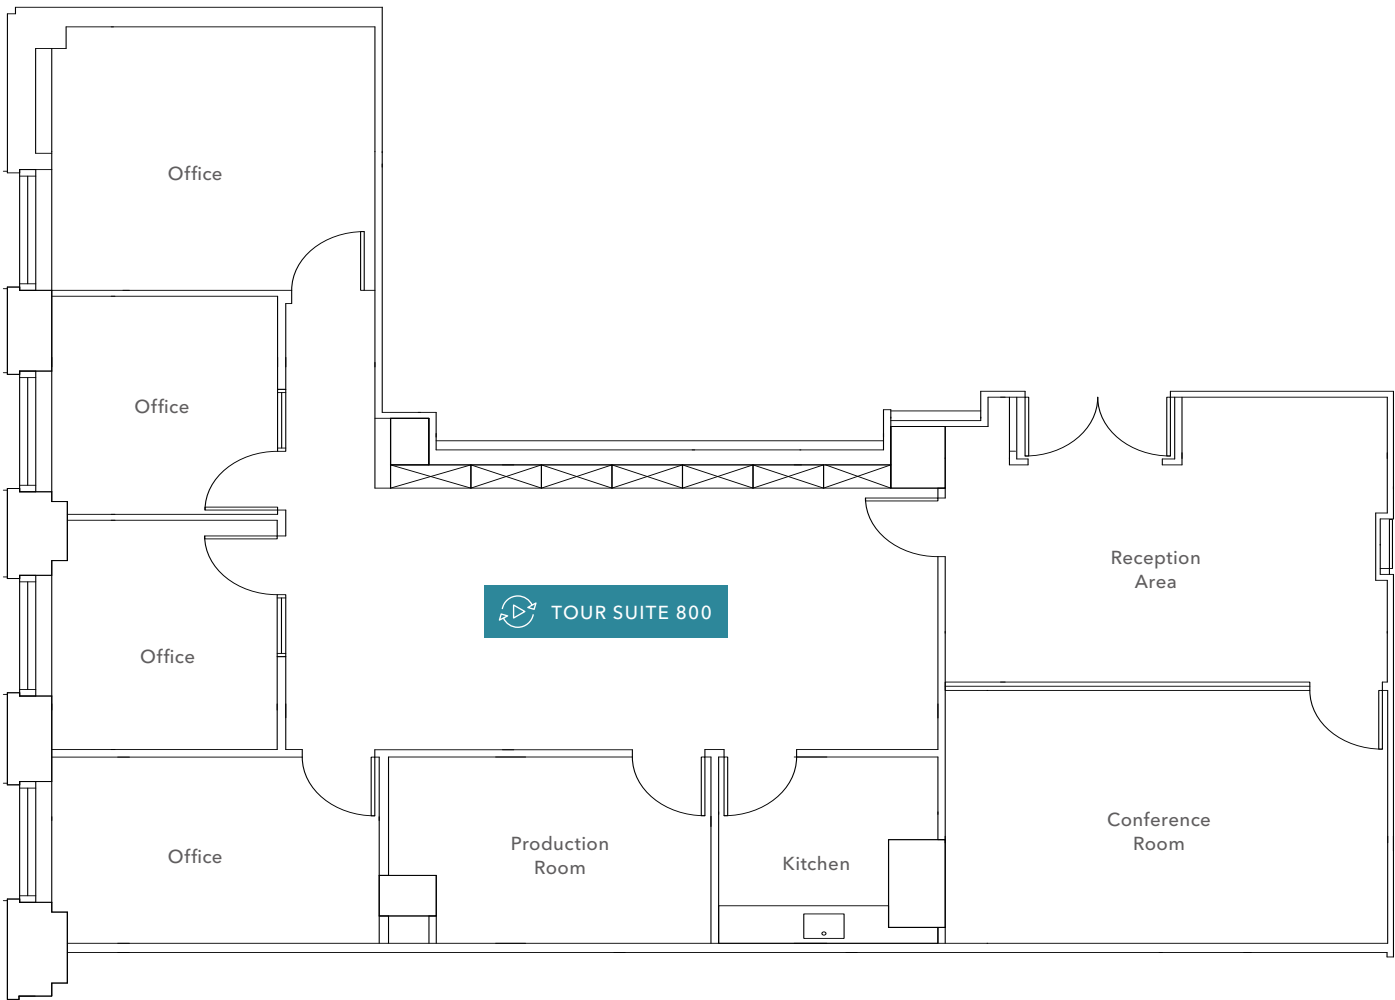 Office
Office
Reception
Area
TOUR SUITE 800
Office
Conference
Room
Production
Room
Office
Kitchen